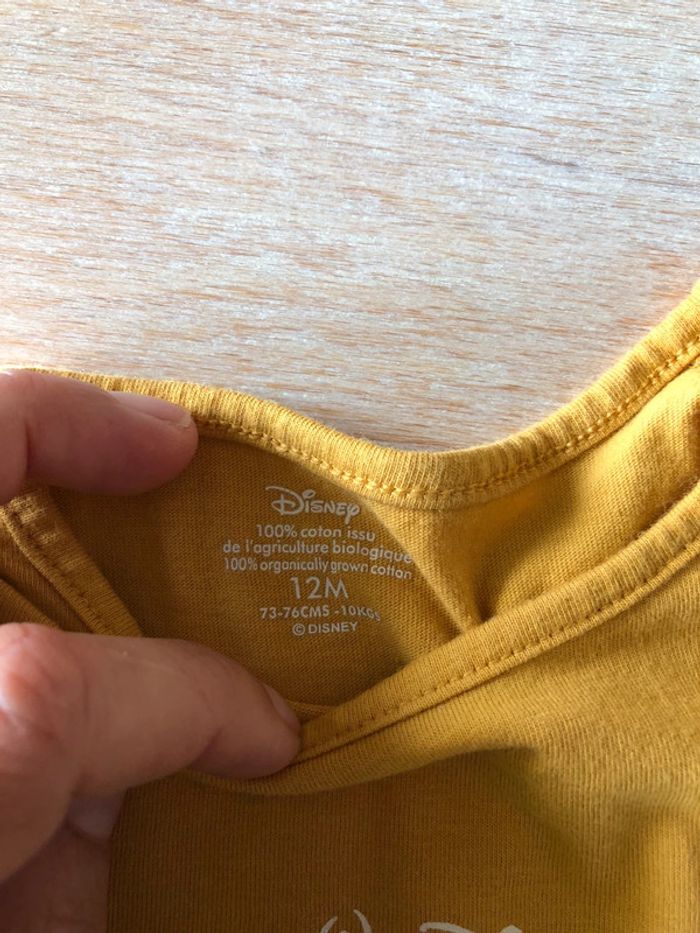 Disney
100% coton issu
de l'agriculture biologique
100% organically grown cotton
12M
73-76CMS -10KGS
© DISNEY